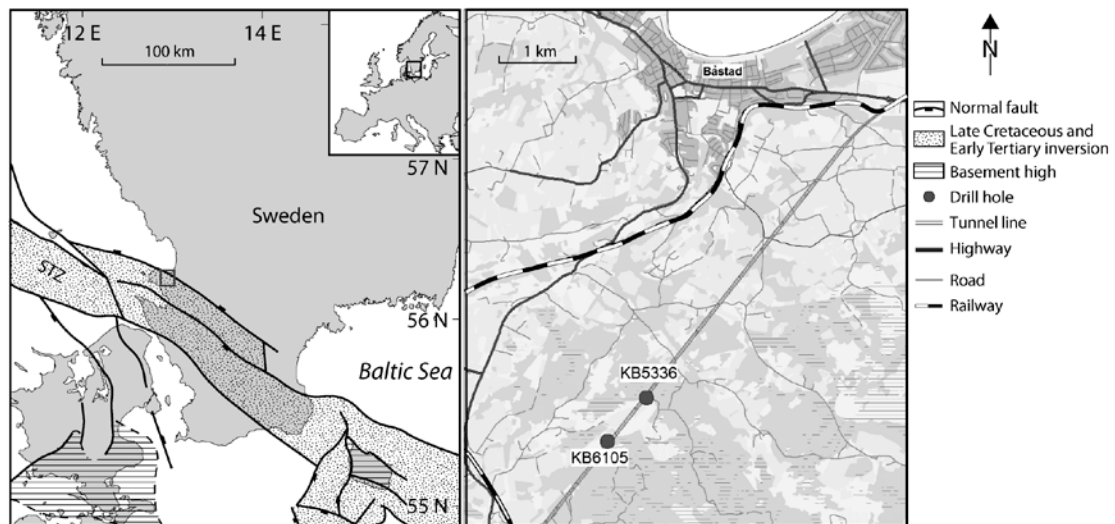 12 E
14 E
100 km
57 N
Sweden
STZ
56 N
Baltic Sea
55 N
1 km
Båstad
KB5336
KB6105
N
Normal fault
Late Cretaceous and
Early Tertiary inversion
Basement high
Drill hole
Tunnel line
Highway
Road
Railway